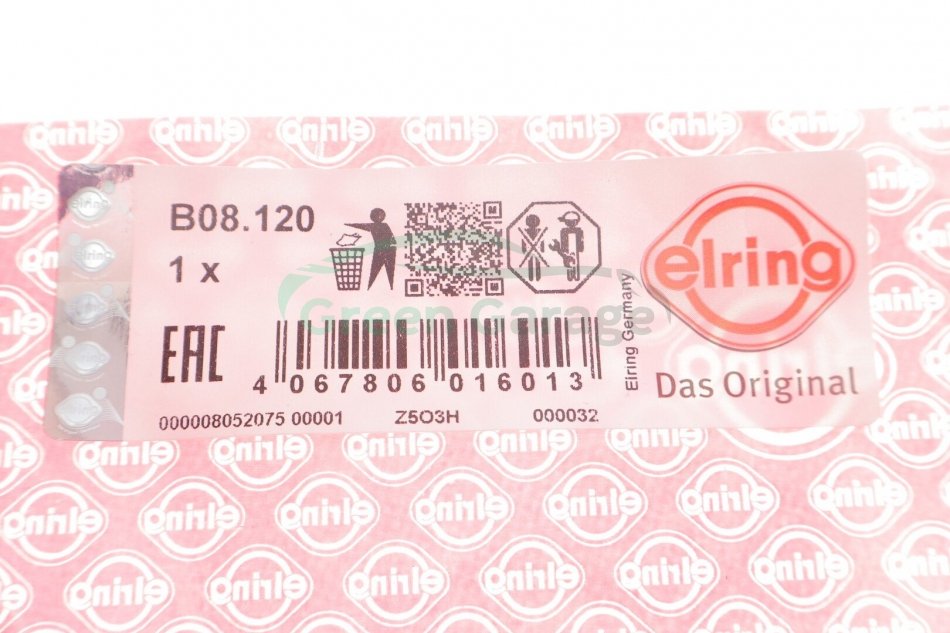 B08.120
1 x
EAC
4 067806 016013
000008052075 00001 Z5O3H 000032
Elring Germany
elring
Das Original
Green Garage